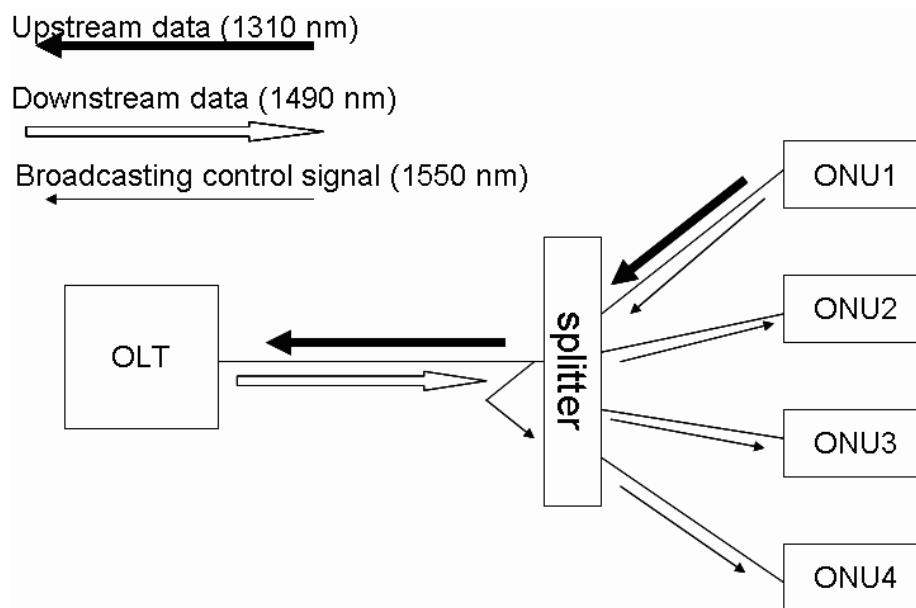 Upstream data (1310 nm)
Downstream data (1490 nm)
Broadcasting control signal (1550 nm)
ONU1
ONU2
splitter
OLT
ONU3
ONU4